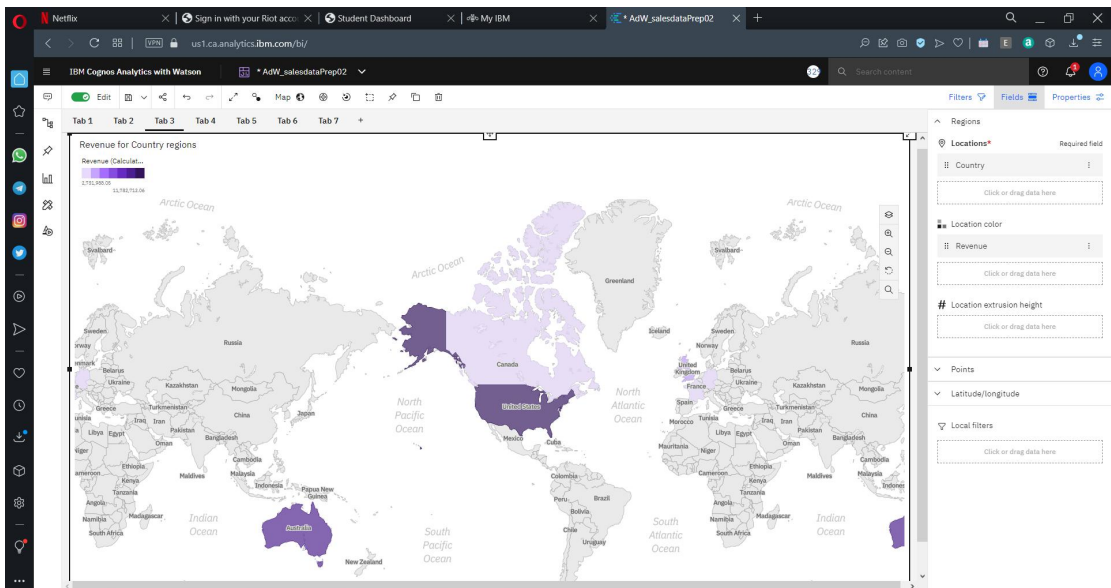 Netflix
Sign in with your Riot accou
Student Dashboard
My IBM
* AdW_salesdataPrep02
VPN
us1.ca.analytics.ibm.com/bi/
IBM Cognos Analytics with Watson
* AdW_salesdataPrep02
Search content
Edit
Map
Filters
Fields
Properties
Tab 1
Tab 2
Tab 3
Tab 4
Tab 5
Tab 6
Tab 7
Revenue for Country regions
Revenue (Calculat...
Arctic Ocean
Arctic Ocean
Arctic Ocean
Svalbard
Svalbard
Greenland
Iceland
Sweden
Sweden
Norway
Russia
Russia
Canada
United Kingdom
Belarus
Belarus
Ukraine
Ukraine
Kazakhstan
Kazakhstan
Mongolia
Mongolia
France
Spain
Greece
Greece
Turkmenistan
Turkmenistan
China
China
Japan
North Pacific Ocean
United States
North Atlantic Ocean
Morocco
Tunisia
Iraq
Iran
Iraq
Iran
Pakistan
Pakistan
Libya
Egypt
Libya
Egypt
Oman
Oman
Bangladesh
Bangladesh
Mexico
Cuba
Mauritania
Niger
Ethiopia
Ethiopia
Cambodia
Cambodia
Kenya
Kenya
Maldives
Maldives
Malaysia
Malaysia
Indonesia
Colombia
Cameroon
Tanzania
Tanzania
Papua New Guinea
Angola
Angola
Peru
Brazil
Bolivia
Namibia
Namibia
Madagascar
Madagascar
Indian Ocean
Indian Ocean
Australia
South Africa
South Africa
Chile
Uruguay
South Pacific Ocean
South Atlantic Ocean
New Zealand
Regions
Locations*
Required field
Country
Click or drag data here
Location color
Revenue
Click or drag data here
# Location extrusion height
Click or drag data here
Points
Latitude/longitude
Local filters
Click or drag data here